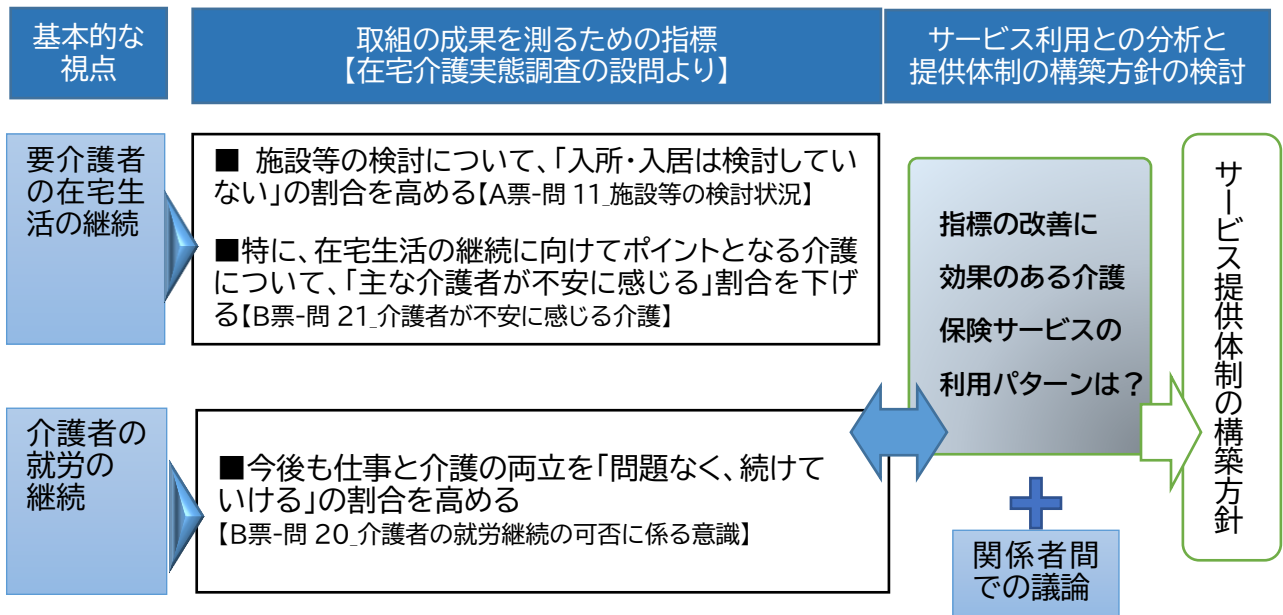 基本的な
視点
取組の成果を測るための指標
【在宅介護実態調査の設問より】
サービス利用との分析と
提供体制の構築方針の検討
要介護者
の在宅生
活の継続
■ 施設等の検討について、「入所・入居は検討してい
ない」の割合を高める【A票-問 11_施設等の検討状況】
■特に、在宅生活の継続に向けてポイントとなる介護
について、「主な介護者が不安に感じる」割合を下げ
る【B票-問 21_介護者が不安に感じる介護】
介護者の
就労の
継続
■今後も仕事と介護の両立を「問題なく、続けて
いける」の割合を高める
【B票-問 20_介護者の就労継続の可否に係る意識】
指標の改善に
効果のある介護
保険サービスの
利用パターンは？
関係者間
での議論
サービス提供体制の構築方針